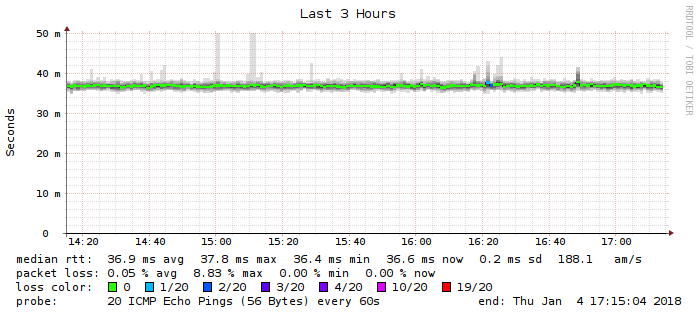 Last 3 Hours
RRDTOOL / TOBI OETIKER
Seconds
50 m
40 m
30 m
20 m
10 m
0
14:20 14:40 15:00 15:20 15:40 16:00 16:20 16:40 17:00
median rtt: 36.9 ms avg 37.8 ms max 36.4 ms min 36.6 ms now 0.2 ms sd 188.1 am/s
packet loss: 0.05 % avg 8.83 % max 0.00 % min 0.00 % now
loss color: 0 1/20 2/20 3/20 4/20 10/20 19/20
probe: 20 ICMP Echo Pings (56 Bytes) every 60s end: Thu Jan 4 17:15:04 2018